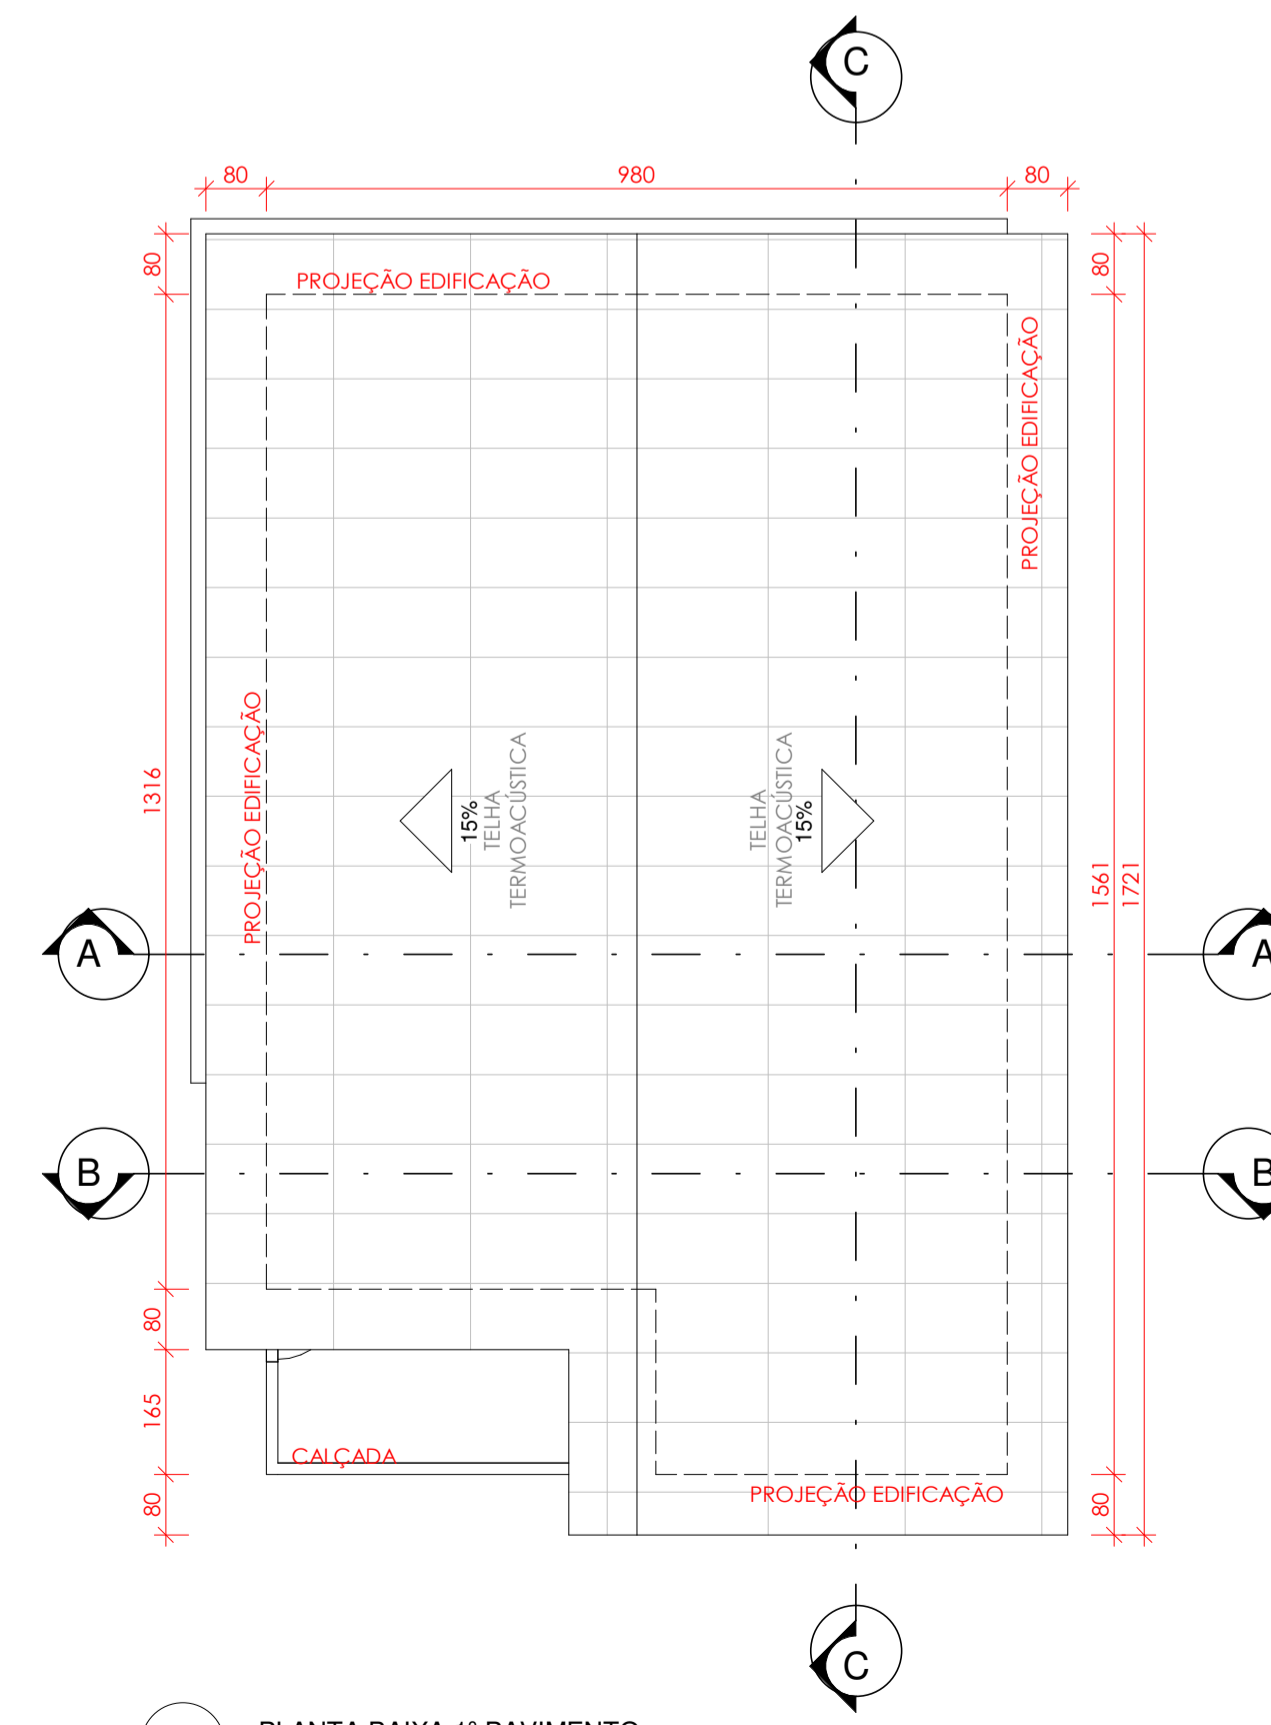 C
80
980
80
80
80
PROJEÇÃO EDIFICAÇÃO
PROJEÇÃO EDIFICAÇÃO
PROJEÇÃO EDIFICAÇÃO
1316
15%
TELHA
TERMOACÚSTICA
TELHA
TERMOACÚSTICA
15%
1561
1721
A
A
B
B
80
165
CALÇADA
80
PROJEÇÃO EDIFICAÇÃO
80
C